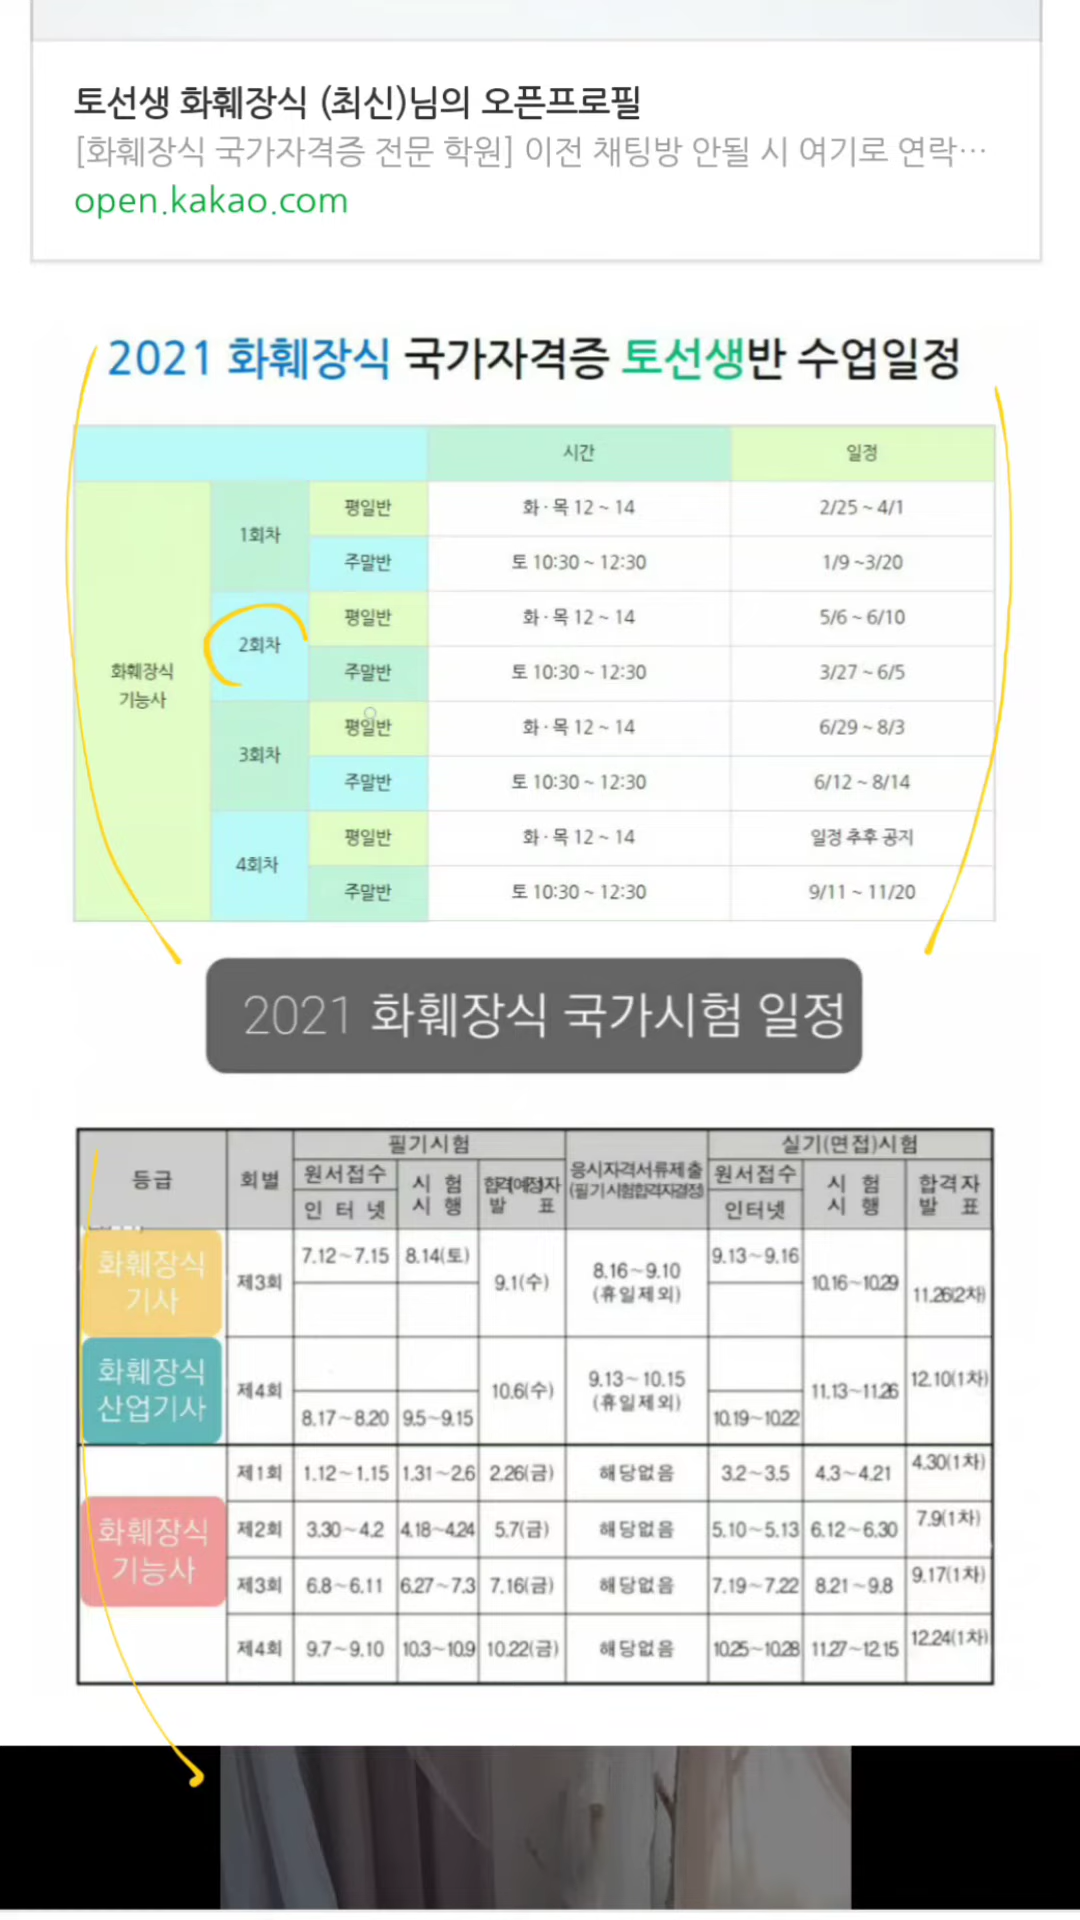 토선생 화훼장식 (최신)님의 오픈프로필
[화훼장식 국가자격증 전문 학원] 이전 채팅방 안될 시 여기로 연락…
open.kakao.com
2021 화훼장식 국가자격증 토선생반 수업일정
시간 일정
화훼장식 기능사
1회차 평일반 화·목 12 ~ 14 2/25 ~ 4/1
주말반 토 10:30 ~ 12:30 1/9 ~3/20
2회차 평일반 화·목 12 ~ 14 5/6 ~ 6/10
주말반 토 10:30 ~ 12:30 3/27 ~ 6/5
3회차 평일반 화·목 12 ~ 14 6/29 ~ 8/3
주말반 토 10:30 ~ 12:30 6/12 ~ 8/14
4회차 평일반 화·목 12 ~ 14 일정 추후 공지
주말반 토 10:30 ~ 12:30 9/11 ~ 11/20
2021 화훼장식 국가시험 일정
등급 회별 필기시험 응시자격서류제출 (필기시험합격자결정) 실기(면접)시험
원서접수 인터넷 시험시행 합격(예정)자 발표 원서접수 인터넷 시험시행 합격자 발표
화훼장식 기사
제3회 7.12~7.15 8.14(토) 9.1(수) 8.16~9.10 (휴일제외) 9.13~9.16 10.16~10.29 11.26(2차)
화훼장식 산업기사
제4회 8.17~8.20 9.5~9.15 10.6(수) 9.13~10.15 (휴일제외) 10.19~10.22 11.13~11.26 12.10(1차)
화훼장식 기능사
제1회 1.12~1.15 1.31~2.6 2.26(금) 해당없음 3.2~3.5 4.3~4.21 4.30(1차)
제2회 3.30~4.2 4.18~4.24 5.7(금) 해당없음 5.10~5.13 6.12~6.30 7.9(1차)
제3회 6.8~6.11 6.27~7.3 7.16(금) 해당없음 7.19~7.22 8.21~9.8 9.17(1차)
제4회 9.7~9.10 10.3~10.9 10.22(금) 해당없음 10.25~10.28 11.27~12.15 12.24(1차)